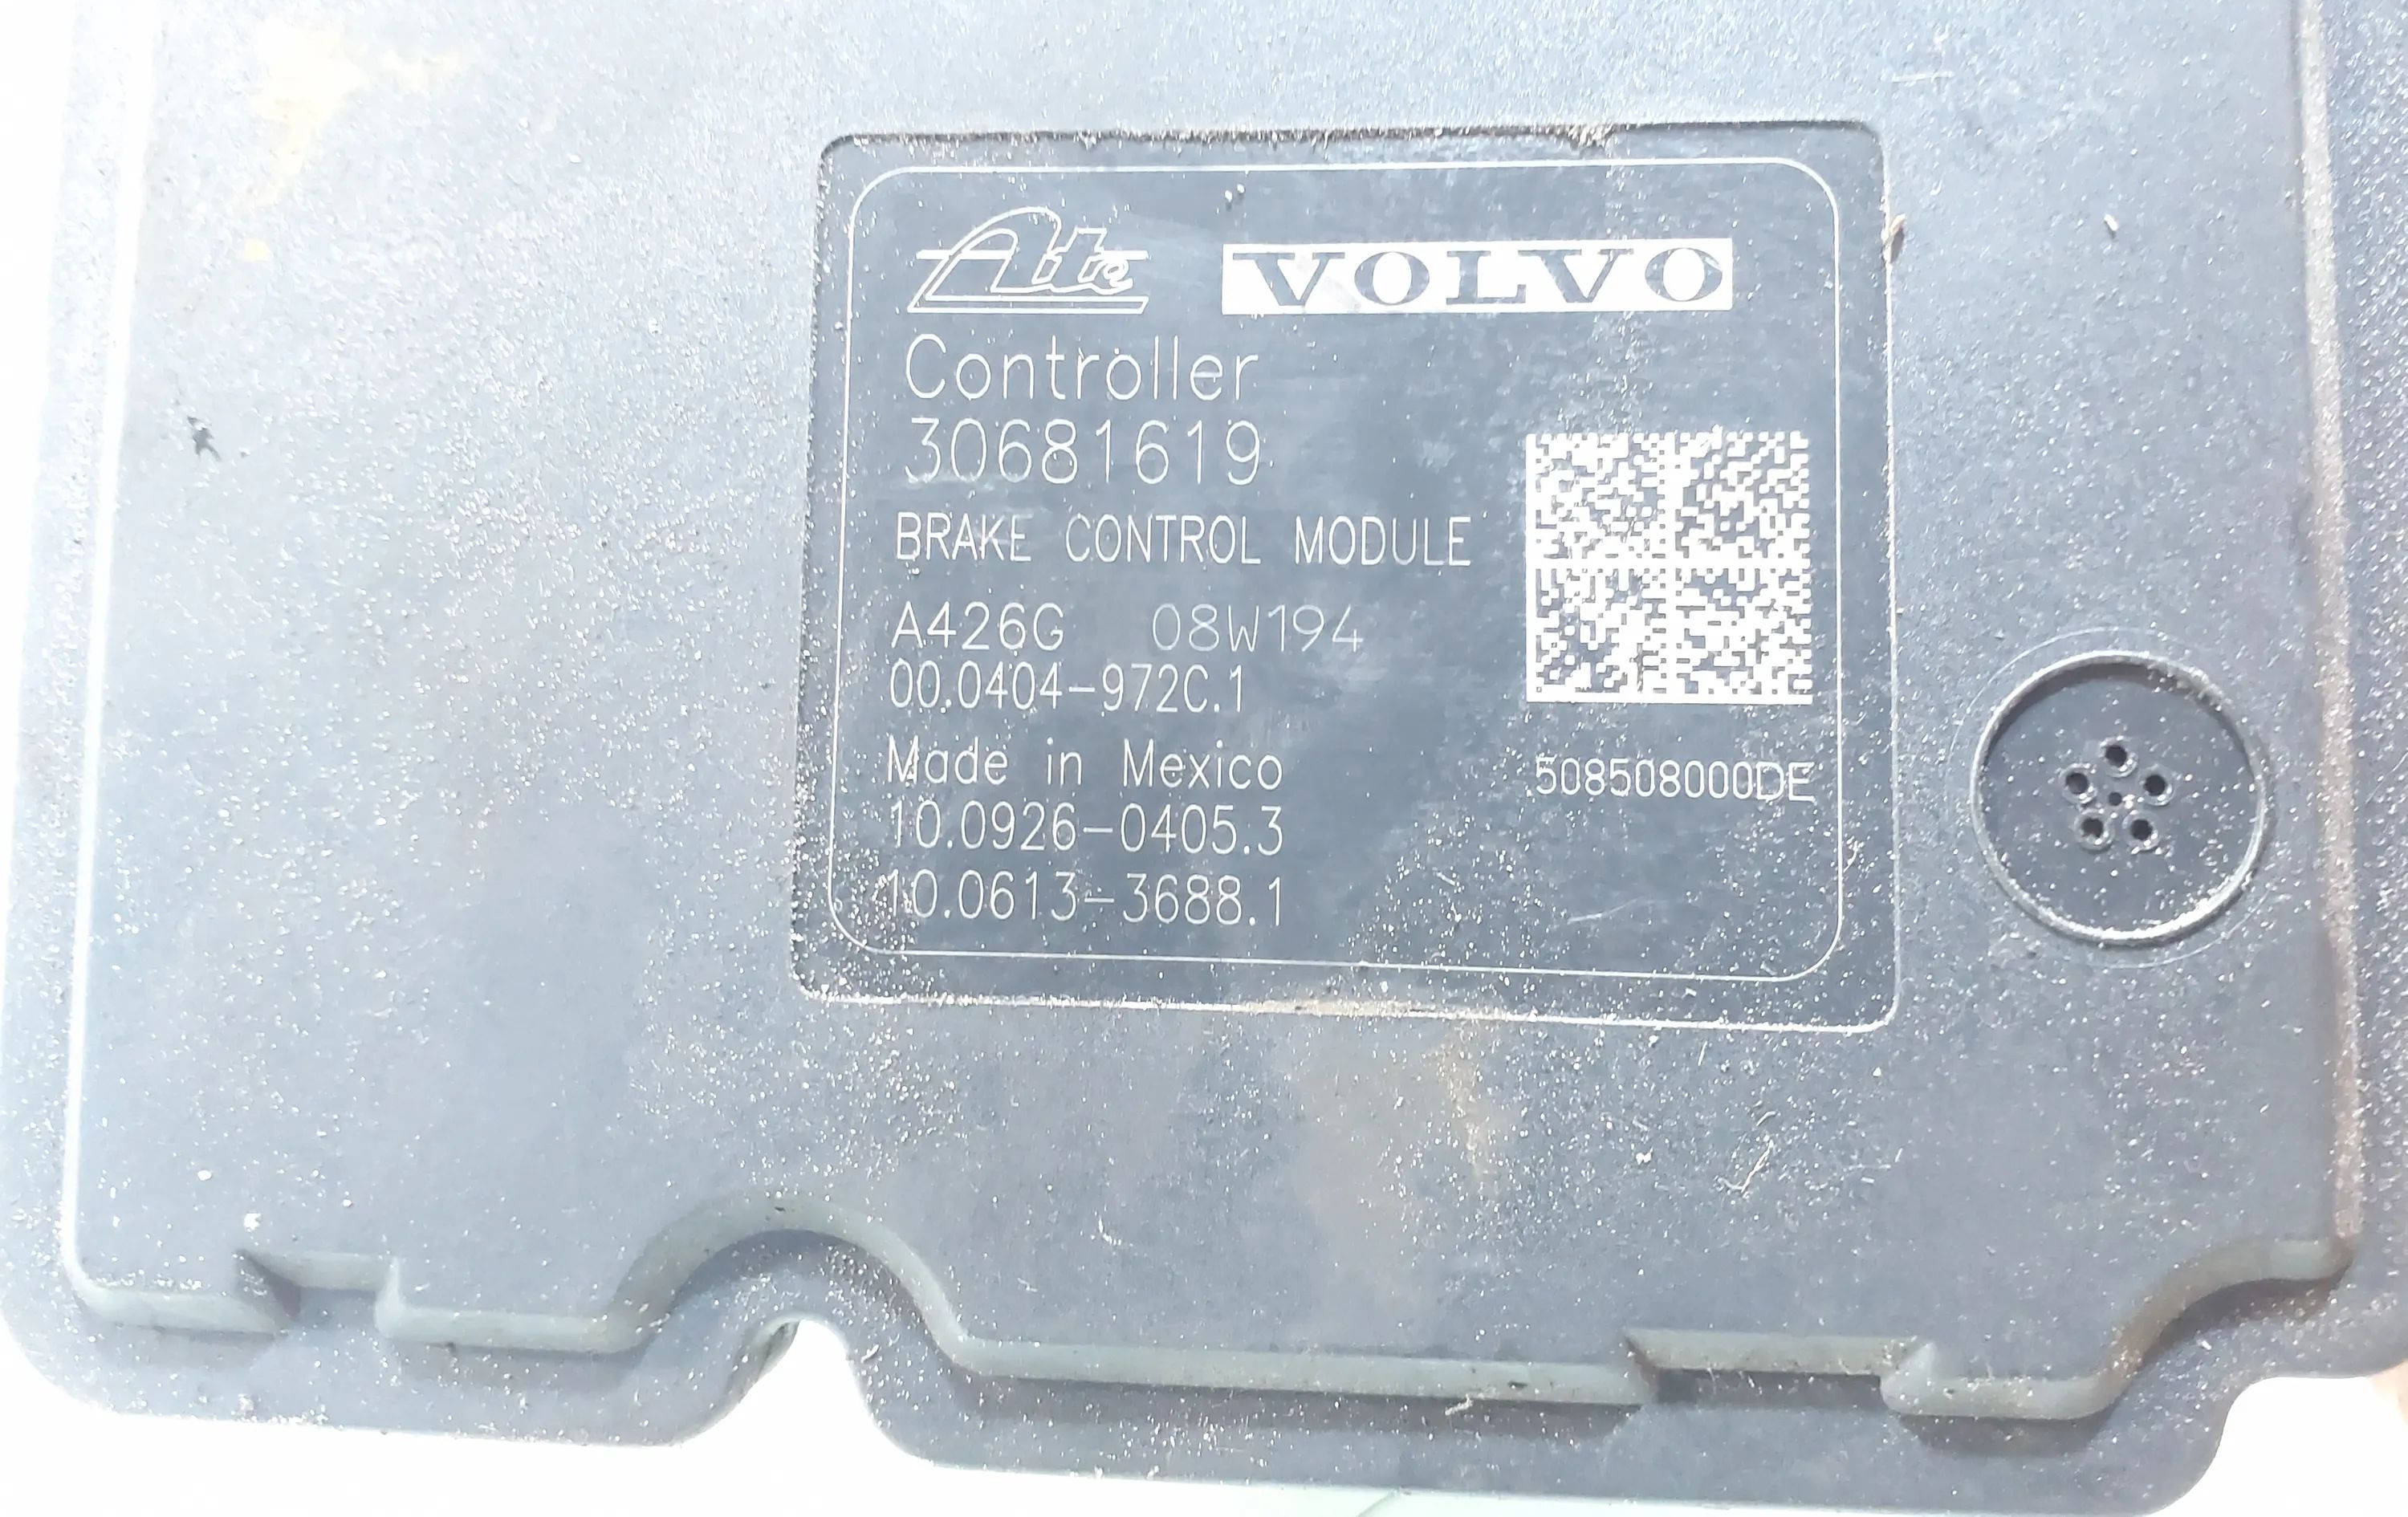 Ate VOLVO
Controller
30681619
BRAKE CONTROL MODULE
A426G 08W194
00.0404-972C.1
Made in Mexico
10.0926-0405.3
10.0613-3688.1
508508000DE